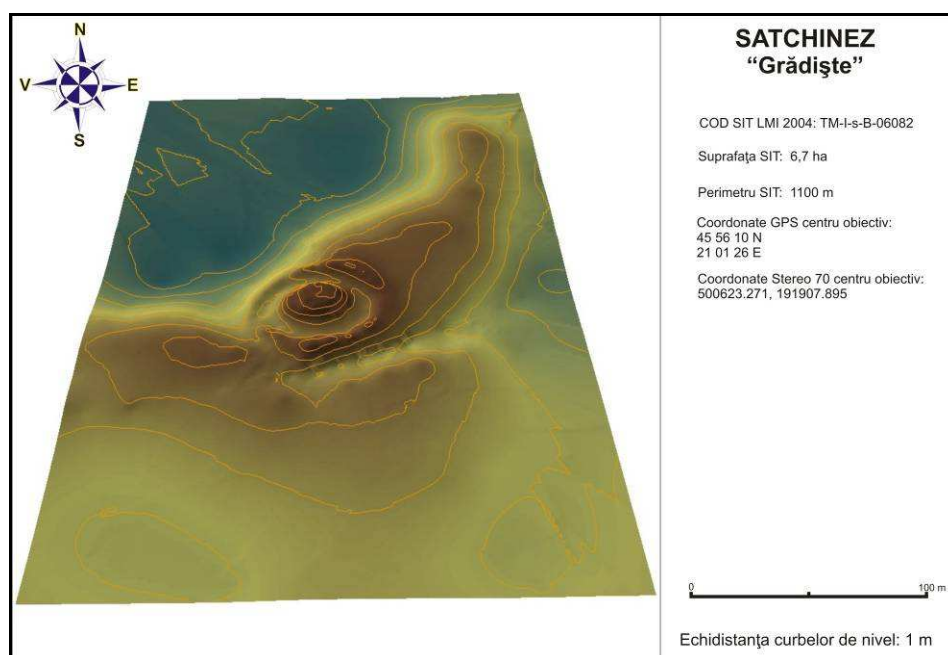 N
V E
S
SATCHINEZ
“Grădişte”
COD SIT LMI 2004: TM-I-s-B-06082
Suprafaţa SIT: 6,7 ha
Perimetru SIT: 1100 m
Coordonate GPS centru obiectiv:
45 56 10 N
21 01 26 E
Coordonate Stereo 70 centru obiectiv:
500623.271, 191907.895
0 100 m
Echidistanţa curbelor de nivel: 1 m